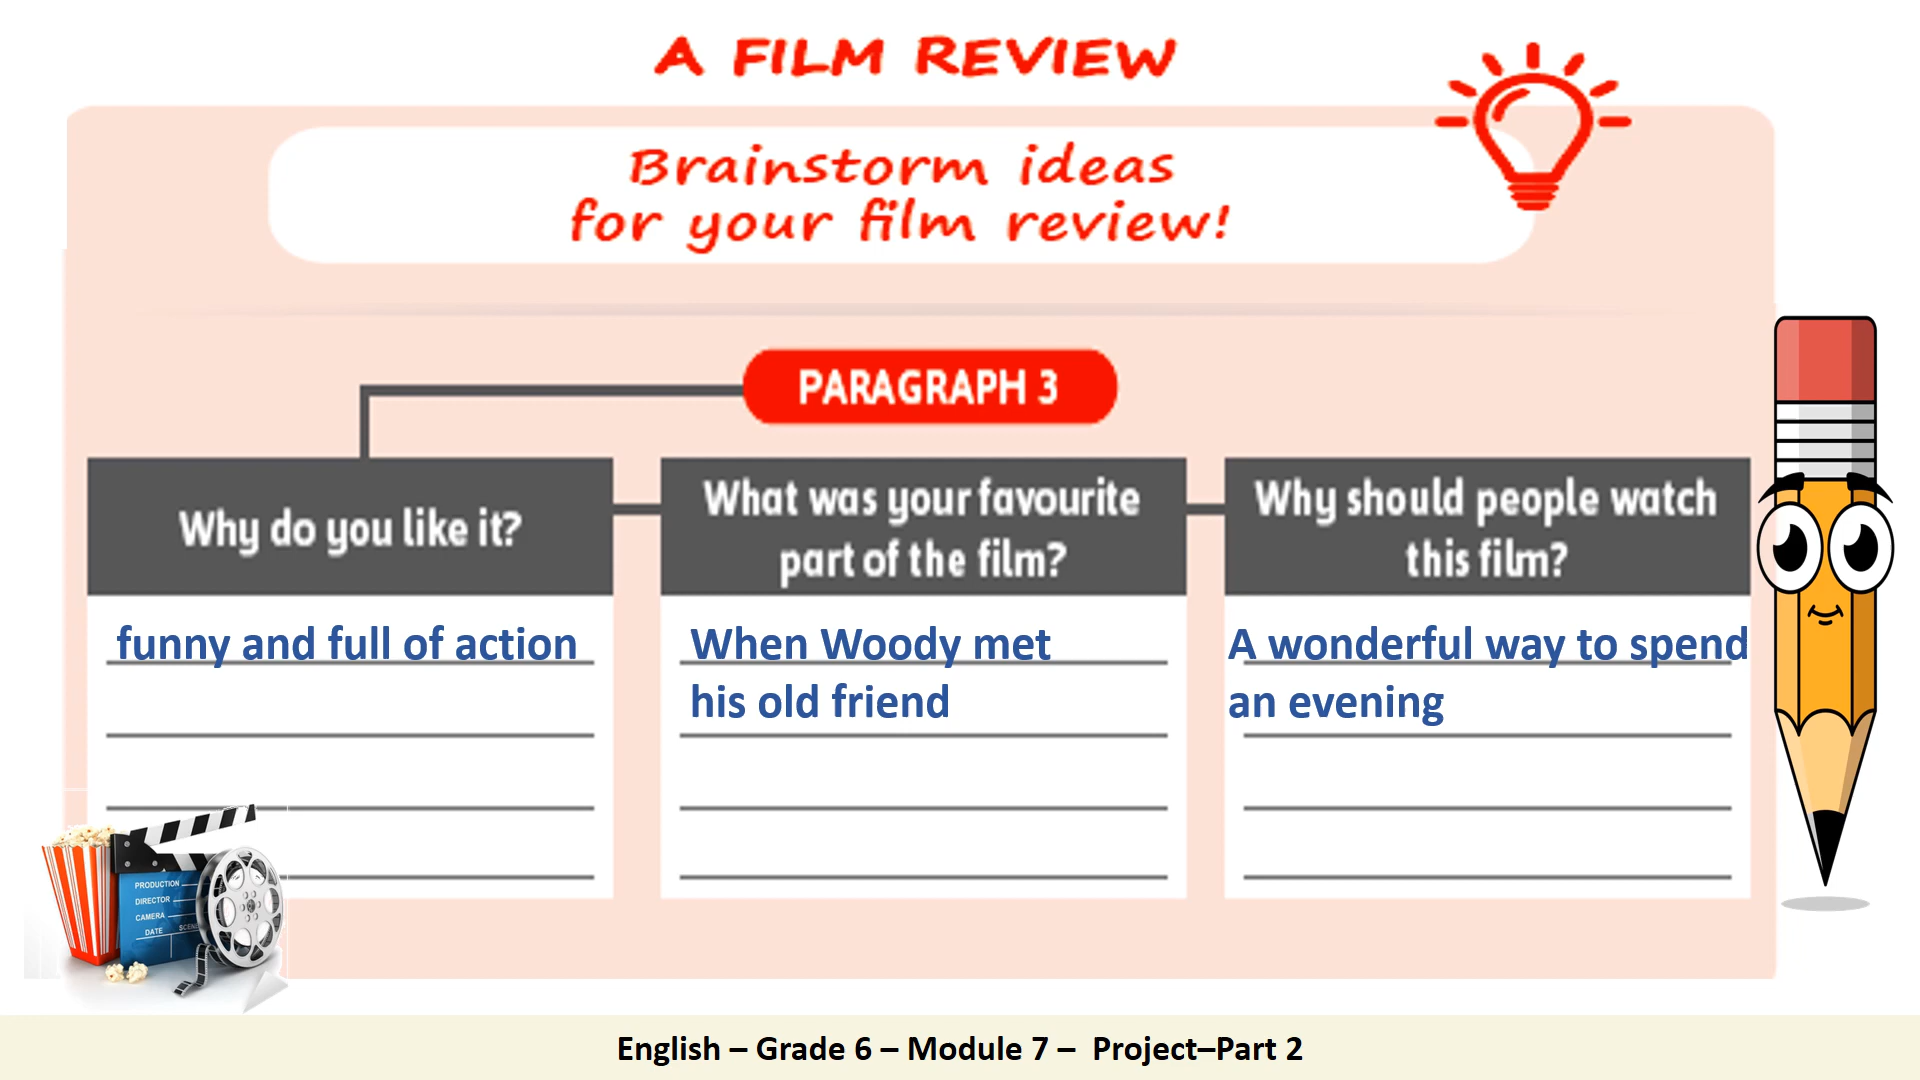 A FILM REVIEW
Brainstorm ideas
for your film review!
PARAGRAPH 3
Why do you like it?
funny and full of action
What was your favourite
part of the film?
When Woody met
his old friend
Why should people watch
this film?
A wonderful way to spend
an evening
PRODUCTION
DIRECTOR
CAMERA
DATE
English – Grade 6 – Module 7 – Project–Part 2